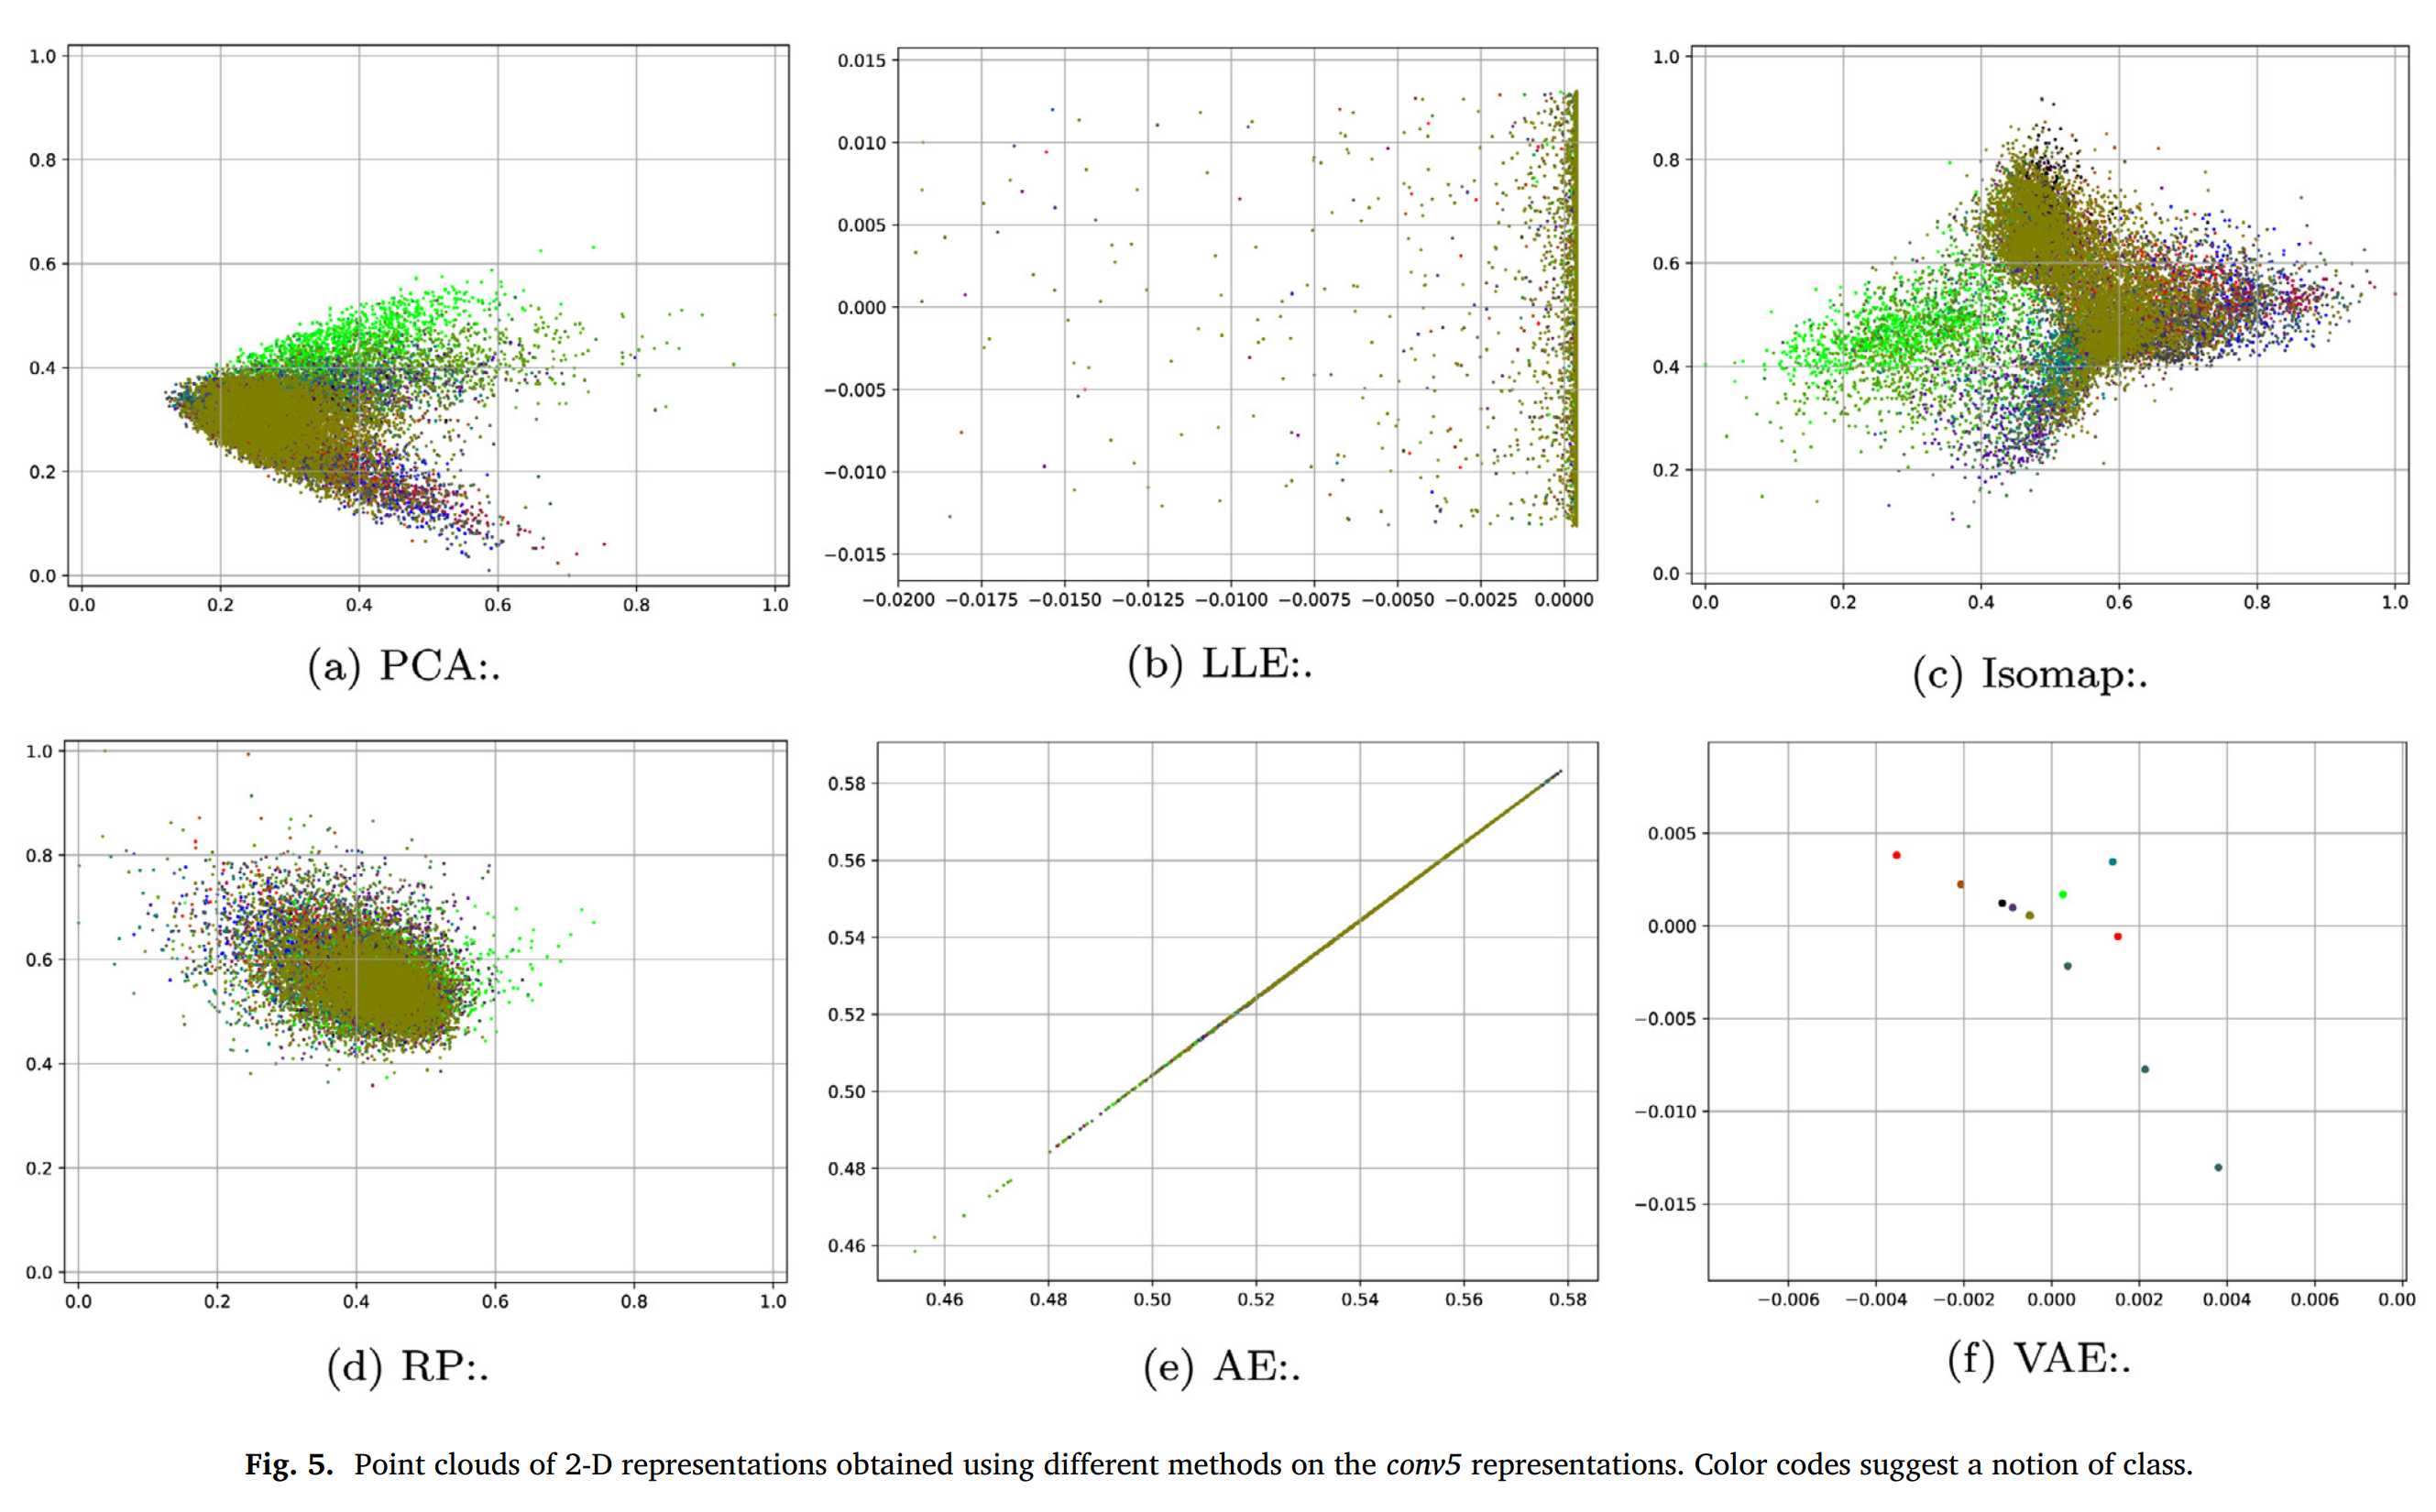 1.0
0.8
0.6
0.4
0.2
0.0
0.0 0.2 0.4 0.6 0.8 1.0
(a) PCA:.
0.015
0.010
0.005
0.000
−0.005
−0.010
−0.015
−0.0200 −0.0175 −0.0150 −0.0125 −0.0100 −0.0075 −0.0050 −0.0025 0.0000
(b) LLE:.
1.0
0.8
0.6
0.4
0.2
0.0
0.0 0.2 0.4 0.6 0.8 1.0
(c) Isomap:.
1.0
0.8
0.6
0.4
0.2
0.0
0.0 0.2 0.4 0.6 0.8 1.0
(d) RP:.
0.58
0.56
0.54
0.52
0.50
0.48
0.46
0.46 0.48 0.50 0.52 0.54 0.56 0.58
(e) AE:.
0.005
0.000
−0.005
−0.010
−0.015
−0.006 −0.004 −0.002 0.000 0.002 0.004 0.006 0.00
(f) VAE:.
Fig. 5. Point clouds of 2-D representations obtained using different methods on the conv5 representations. Color codes suggest a notion of class.